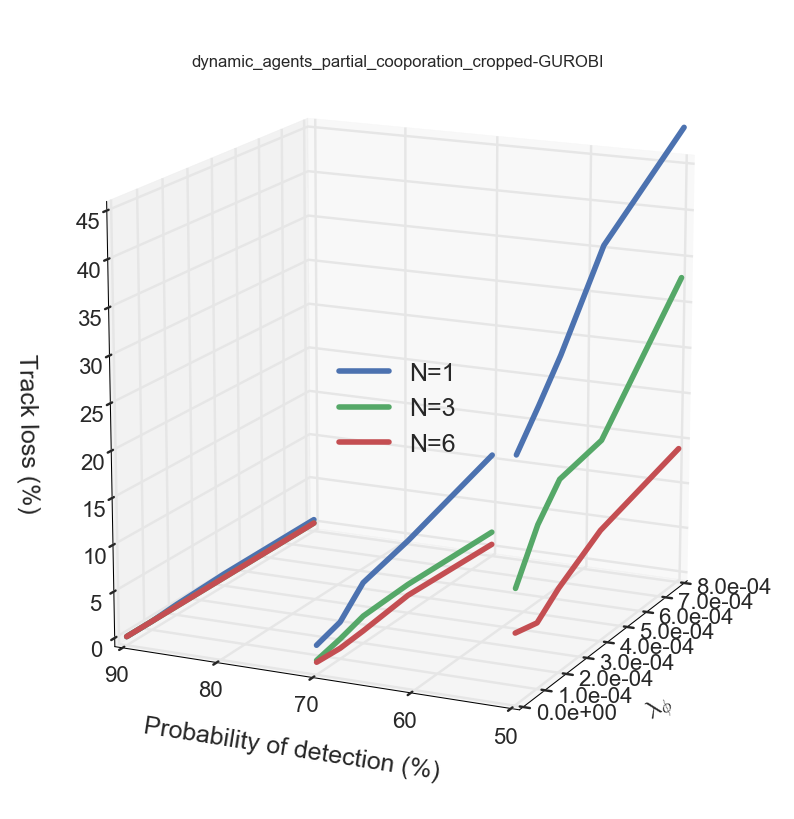 dynamic_agents_partial_cooporation_cropped-GUROBI
45
40
35
30
25
20
15
10
5
0
Track loss (%)
N=1
N=3
N=6
90
80
70
60
50
Probability of detection (%)
8.0e-04
7.0e-04
6.0e-04
5.0e-04
4.0e-04
3.0e-04
2.0e-04
1.0e-04
0.0e+00
λϕ